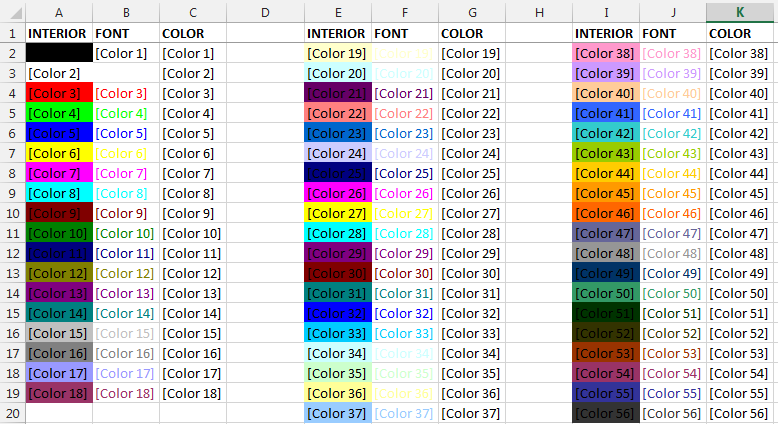 A B C D E F G H I J K
1 INTERIOR FONT COLOR INTERIOR FONT COLOR INTERIOR FONT COLOR
2 [Color 1] [Color 1] [Color 19] [Color 19] [Color 19] [Color 38] [Color 38] [Color 38]
3 [Color 2] [Color 2] [Color 20] [Color 20] [Color 20] [Color 39] [Color 39] [Color 39]
4 [Color 3] [Color 3] [Color 3] [Color 21] [Color 21] [Color 21] [Color 40] [Color 40] [Color 40]
5 [Color 4] [Color 4] [Color 4] [Color 22] [Color 22] [Color 22] [Color 41] [Color 41] [Color 41]
6 [Color 5] [Color 5] [Color 5] [Color 23] [Color 23] [Color 23] [Color 42] [Color 42] [Color 42]
7 [Color 6] [Color 6] [Color 6] [Color 24] [Color 24] [Color 24] [Color 43] [Color 43] [Color 43]
8 [Color 7] [Color 7] [Color 7] [Color 25] [Color 25] [Color 25] [Color 44] [Color 44] [Color 44]
9 [Color 8] [Color 8] [Color 8] [Color 26] [Color 26] [Color 26] [Color 45] [Color 45] [Color 45]
10 [Color 9] [Color 9] [Color 9] [Color 27] [Color 27] [Color 27] [Color 46] [Color 46] [Color 46]
11 [Color 10] [Color 10] [Color 10] [Color 28] [Color 28] [Color 28] [Color 47] [Color 47] [Color 47]
12 [Color 11] [Color 11] [Color 11] [Color 29] [Color 29] [Color 29] [Color 48] [Color 48] [Color 48]
13 [Color 12] [Color 12] [Color 12] [Color 30] [Color 30] [Color 30] [Color 49] [Color 49] [Color 49]
14 [Color 13] [Color 13] [Color 13] [Color 31] [Color 31] [Color 31] [Color 50] [Color 50] [Color 50]
15 [Color 14] [Color 14] [Color 14] [Color 32] [Color 32] [Color 32] [Color 51] [Color 51] [Color 51]
16 [Color 15] [Color 15] [Color 15] [Color 33] [Color 33] [Color 33] [Color 52] [Color 52] [Color 52]
17 [Color 16] [Color 16] [Color 16] [Color 34] [Color 34] [Color 34] [Color 53] [Color 53] [Color 53]
18 [Color 17] [Color 17] [Color 17] [Color 35] [Color 35] [Color 35] [Color 54] [Color 54] [Color 54]
19 [Color 18] [Color 18] [Color 18] [Color 36] [Color 36] [Color 36] [Color 55] [Color 55] [Color 55]
20 [Color 37] [Color 37] [Color 37] [Color 56] [Color 56] [Color 56]